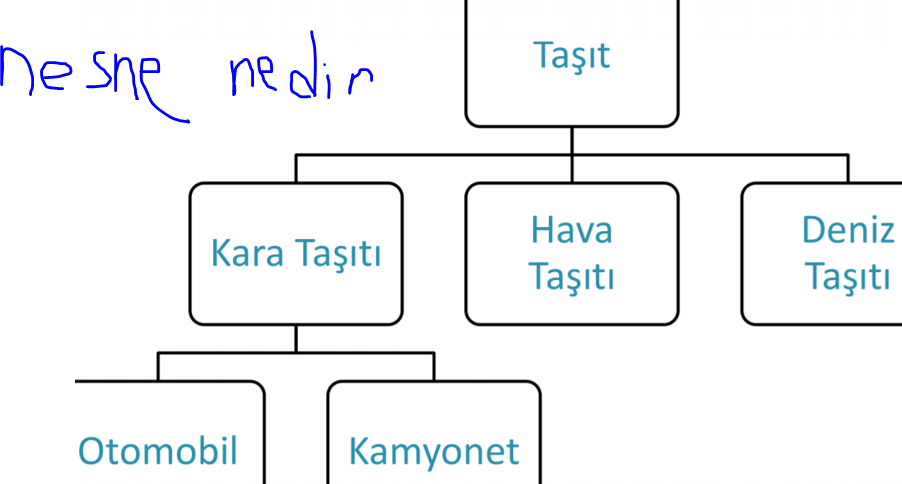 nesne nedir
Taşıt
Kara Taşıtı
Hava
Taşıtı
Deniz
Taşıtı
Otomobil
Kamyonet